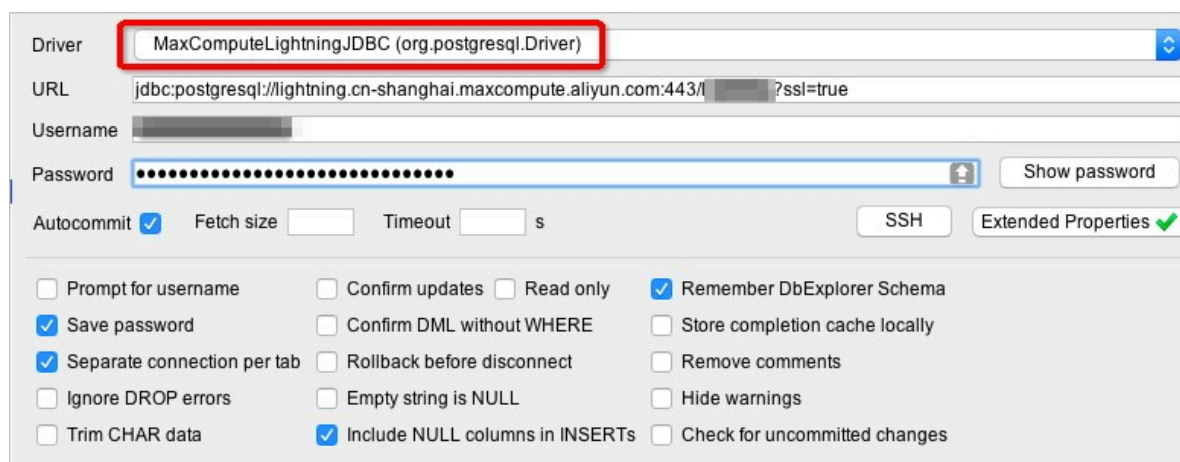 Driver MaxComputeLightningJDBC (org.postgresql.Driver)
URL jdbc:postgresql://lightning.cn-shanghai.maxcompute.aliyun.com:443/ ?ssl=true
Username
Password •••••••••••••••••••••••••••••• Show password
Autocommit Fetch size Timeout s SSH Extended Properties
Prompt for username Confirm updates Read only Remember DbExplorer Schema
Save password Confirm DML without WHERE Store completion cache locally
Separate connection per tab Rollback before disconnect Remove comments
Ignore DROP errors Empty string is NULL Hide warnings
Trim CHAR data Include NULL columns in INSERTs Check for uncommitted changes